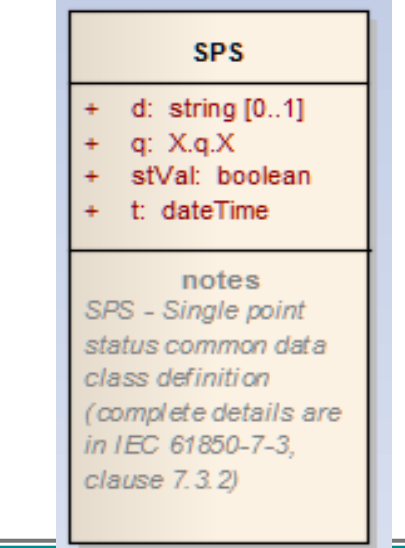 SPS
+ d: string [0..1]
+ q: X.q.X
+ stVal: boolean
+ t: dateTime
notes
SPS - Single point
status common data
class definition
(complete details are
in IEC 61850-7-3,
clause 7.3.2)